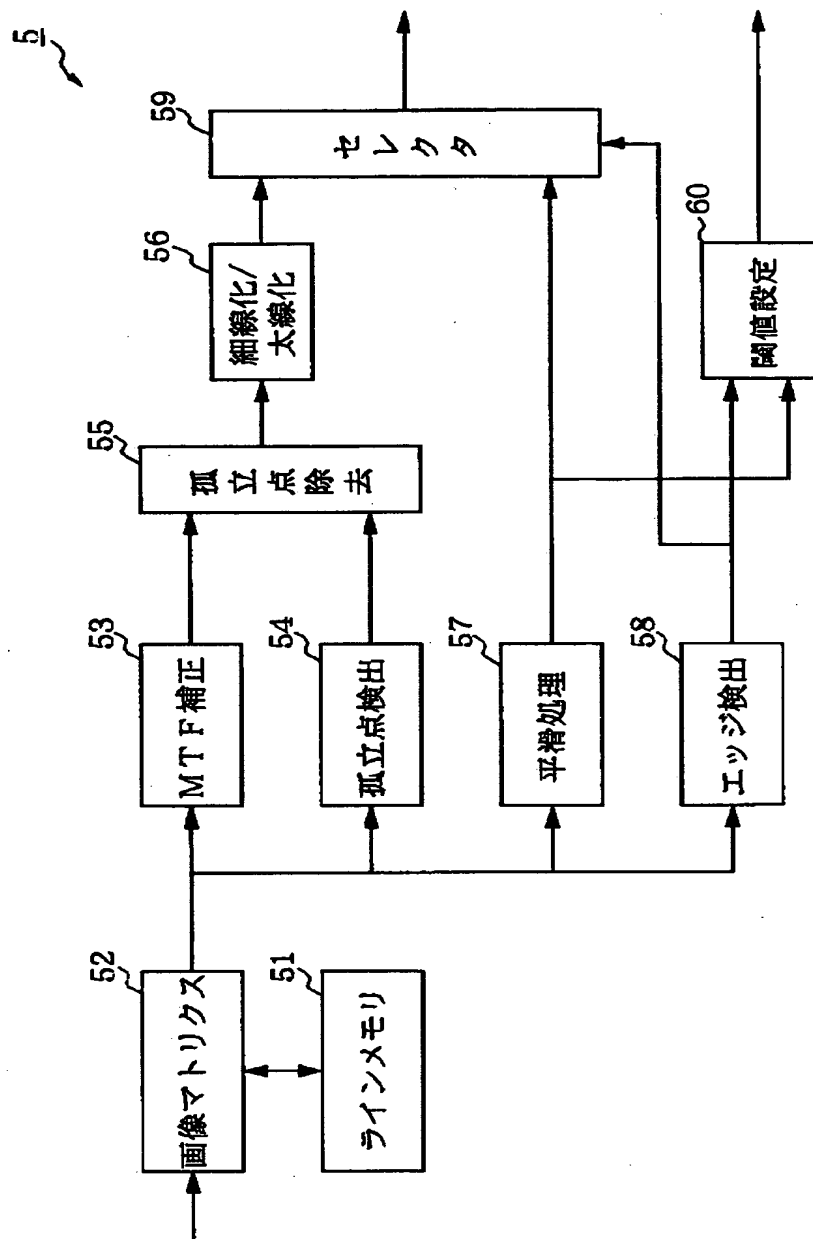 5
52
画像マトリクス
51
ラインメモリ
53
MTF補正
54
孤立点検出
57
平滑処理
58
エッジ検出
55
孤立点除去
56
細線化/
太線化
59
セレクタ
60
閾値設定